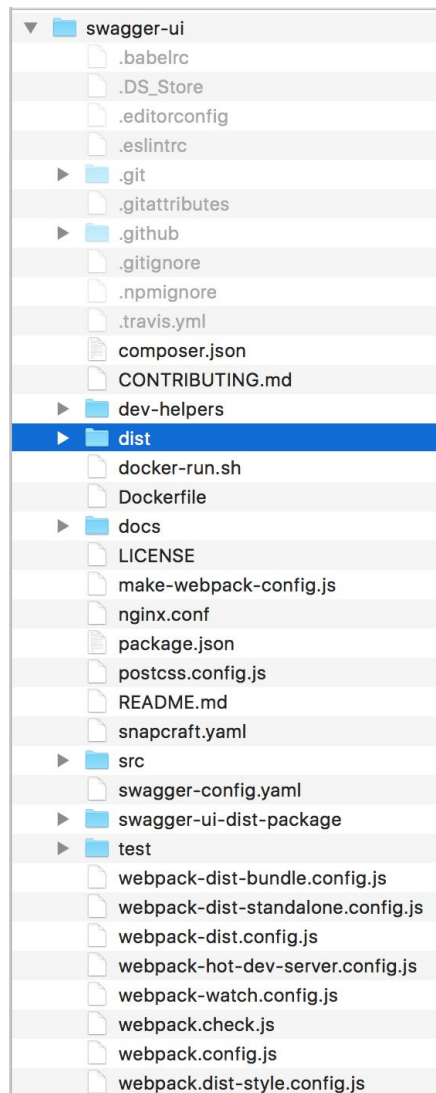 swagger-ui
.babelrc
.DS_Store
.editorconfig
.eslintrc
.git
.gitattributes
.github
.gitignore
.npmignore
.travis.yml
composer.json
CONTRIBUTING.md
dev-helpers
dist
docker-run.sh
Dockerfile
docs
LICENSE
make-webpack-config.js
nginx.conf
package.json
postcss.config.js
README.md
snapcraft.yaml
src
swagger-config.yaml
swagger-ui-dist-package
test
webpack-dist-bundle.config.js
webpack-dist-standalone.config.js
webpack-dist.config.js
webpack-hot-dev-server.config.js
webpack-watch.config.js
webpack.check.js
webpack.config.js
webpack.dist-style.config.js